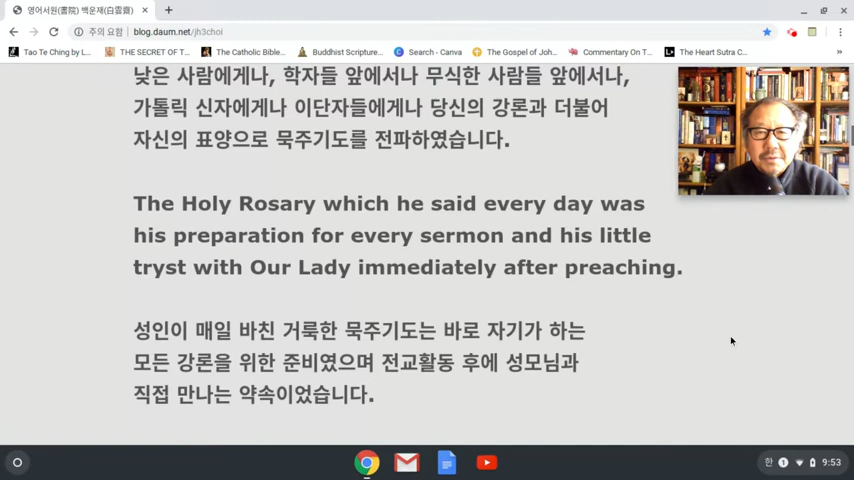 영어서원(書院) 백운재(白雲齋)
주의 요함
blog.daum.net/jh3choi
Tao Te Ching by L...
THE SECRET OF T...
The Catholic Bible...
Buddhist Scripture...
Search - Canva
The Gospel of Joh...
Commentary On T...
The Heart Sutra C...
»
낮은 사람에게나, 학자들 앞에서나 무식한 사람들 앞에서나,
가톨릭 신자에게나 이단자들에게나 당신의 강론과 더불어
자신의 표양으로 묵주기도를 전파하였습니다.
The Holy Rosary which he said every day was
his preparation for every sermon and his little
tryst with Our Lady immediately after preaching.
성인이 매일 바친 거룩한 묵주기도는 바로 자기가 하는
모든 강론을 위한 준비였으며 전교활동 후에 성모님과
직접 만나는 약속이었습니다.
한 1 9:53